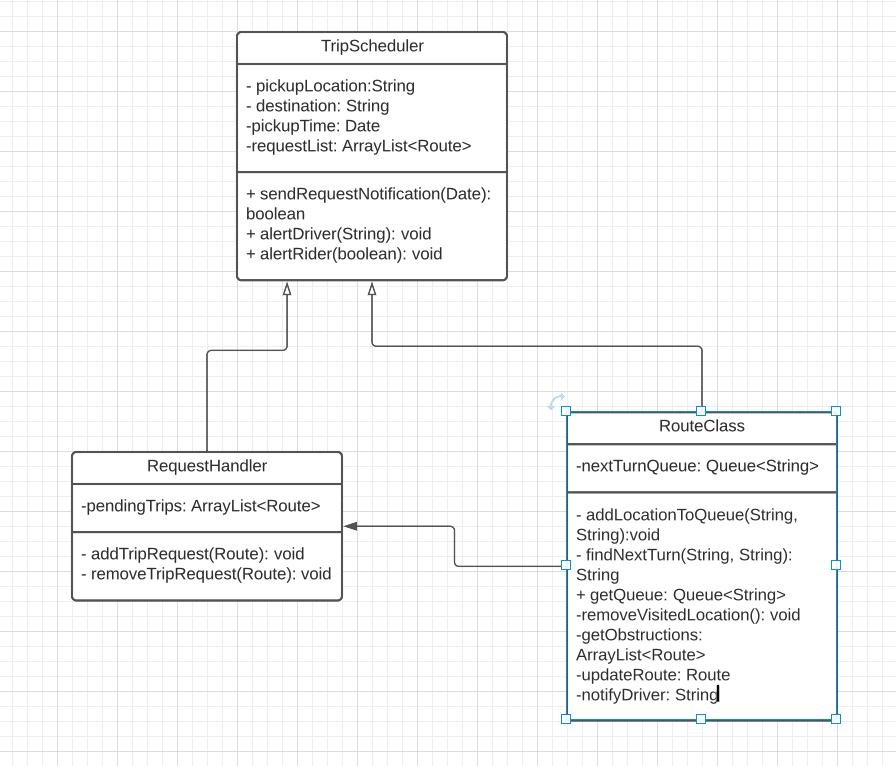 TripScheduler
- pickupLocation:String
- destination: String
-pickupTime: Date
-requestList: ArrayList<Route>
+ sendRequestNotification(Date):
boolean
+ alertDriver(String): void
+ alertRider(boolean): void
RequestHandler
-pendingTrips: ArrayList<Route>
- addTripRequest(Route): void
- removeTripRequest(Route): void
RouteClass
-nextTurnQueue: Queue<String>
- addLocationToQueue(String,
String):void
- findNextTurn(String, String):
String
+ getQueue: Queue<String>
-removeVisitedLocation(): void
-getObstructions:
ArrayList<Route>
-updateRoute: Route
-notifyDriver: String